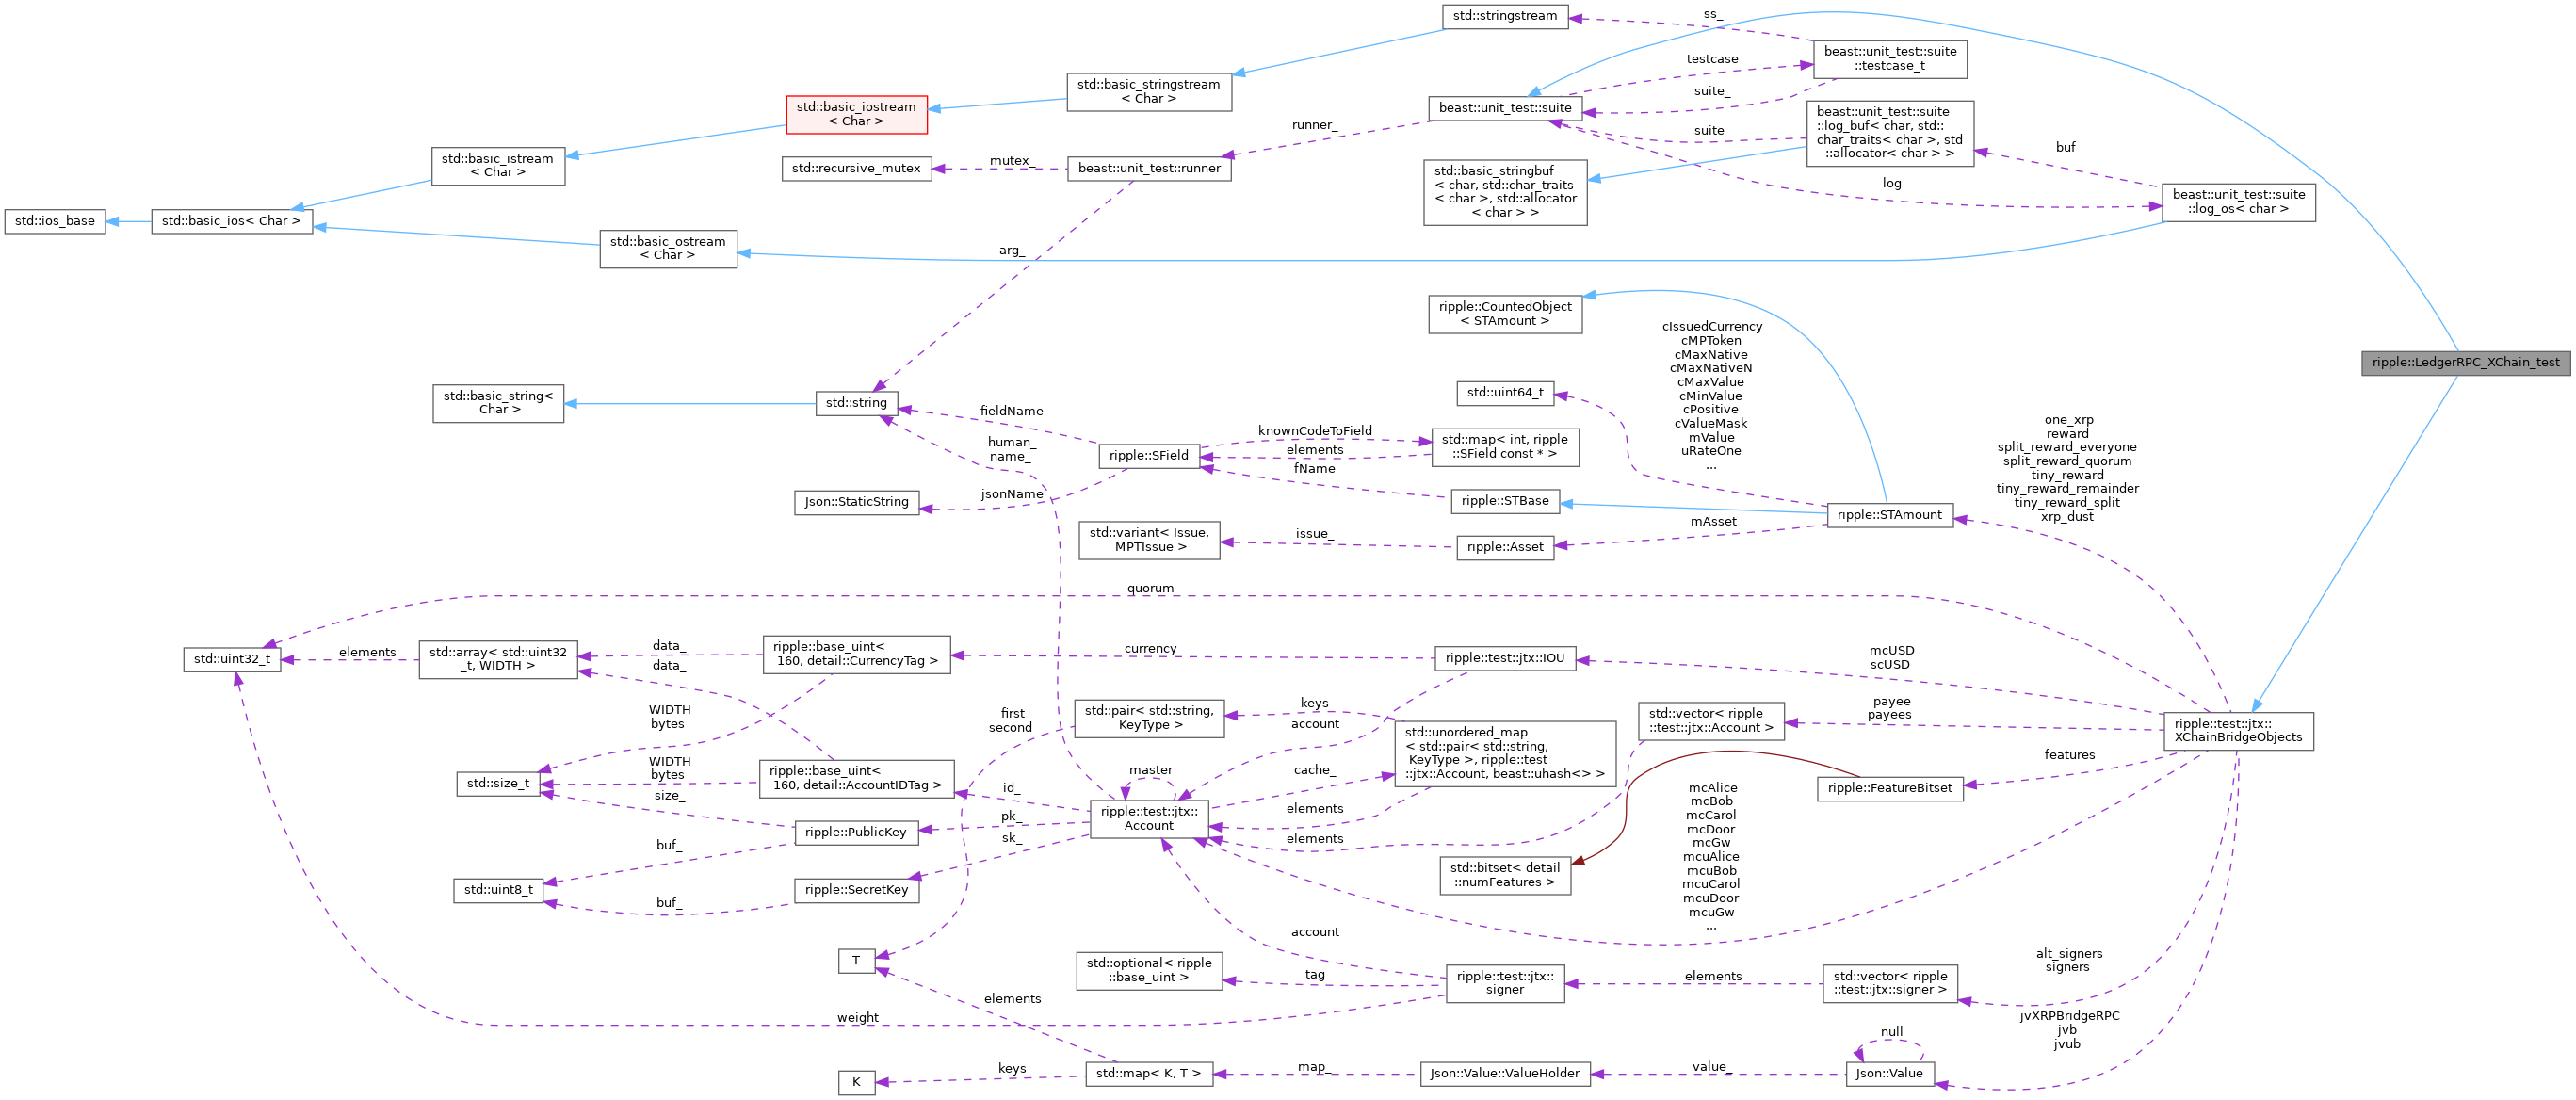 std::stringstream
ss_
beast::unit_test::suite
::testcase_t
testcase
std::basic_stringstream
< Char >
suite_
beast::unit_test::suite
std::basic_iostream
< Char >
beast::unit_test::suite
::log_buf< char, std::
char_traits< char >, std
::allocator< char > >
runner_
suite_
buf_
std::basic_istream
< Char >
std::recursive_mutex
mutex_
beast::unit_test::runner
std::basic_stringbuf
< char, std::char_traits
< char >, std::allocator
< char > >
log
beast::unit_test::suite
::log_os< char >
std::ios_base
std::basic_ios< Char >
std::basic_ostream
< Char >
arg_
ripple::CountedObject
< STAmount >
cIssuedCurrency
cMPToken
cMaxNative
cMaxNativeN
cMaxValue
cMinValue
cPositive
cValueMask
mValue
uRateOne
...
ripple::LedgerRPC_XChain_test
std::basic_string<
Char >
std::string
fieldName
std::uint64_t
human_
name_
ripple::SField
knownCodeToField
elements
fName
std::map< int, ripple
::SField const * >
one_xrp
reward
split_reward_everyone
split_reward_quorum
tiny_reward
tiny_reward_remainder
tiny_reward_split
xrp_dust
Json::StaticString
jsonName
ripple::STBase
ripple::STAmount
std::variant< Issue,
MPTIssue >
issue_
ripple::Asset
mAsset
quorum
std::uint32_t
elements
std::array< std::uint32
_t, WIDTH >
data_
data_
ripple::base_uint<
160, detail::CurrencyTag >
currency
ripple::test::jtx::IOU
mcUSD
scUSD
WIDTH
bytes
first
second
std::pair< std::string,
KeyType >
keys
account
std::unordered_map
< std::pair< std::string,
KeyType >, ripple::test
::jtx::Account, beast::uhash<> >
std::vector< ripple
::test::jtx::Account >
payee
payees
ripple::test::jtx::
XChainBridgeObjects
features
std::size_t
WIDTH
bytes
size_
ripple::base_uint<
160, detail::AccountIDTag >
id_
master
cache_
elements
elements
ripple::FeatureBitset
ripple::test::jtx::
Account
ripple::PublicKey
pk_
sk_
buf_
buf_
std::uint8_t
ripple::SecretKey
std::bitset< detail
::numFeatures >
mcAlice
mcBob
mcCarol
mcDoor
mcGw
mcuAlice
mcuBob
mcuCarol
mcuDoor
mcuGw
...
T
account
std::optional< ripple
::base_uint >
tag
ripple::test::jtx::
signer
elements
std::vector< ripple
::test::jtx::signer >
alt_signers
signers
elements
weight
jvXRPBridgeRPC
jvb
jvub
null
K
keys
std::map< K, T >
map_
Json::Value::ValueHolder
value_
Json::Value